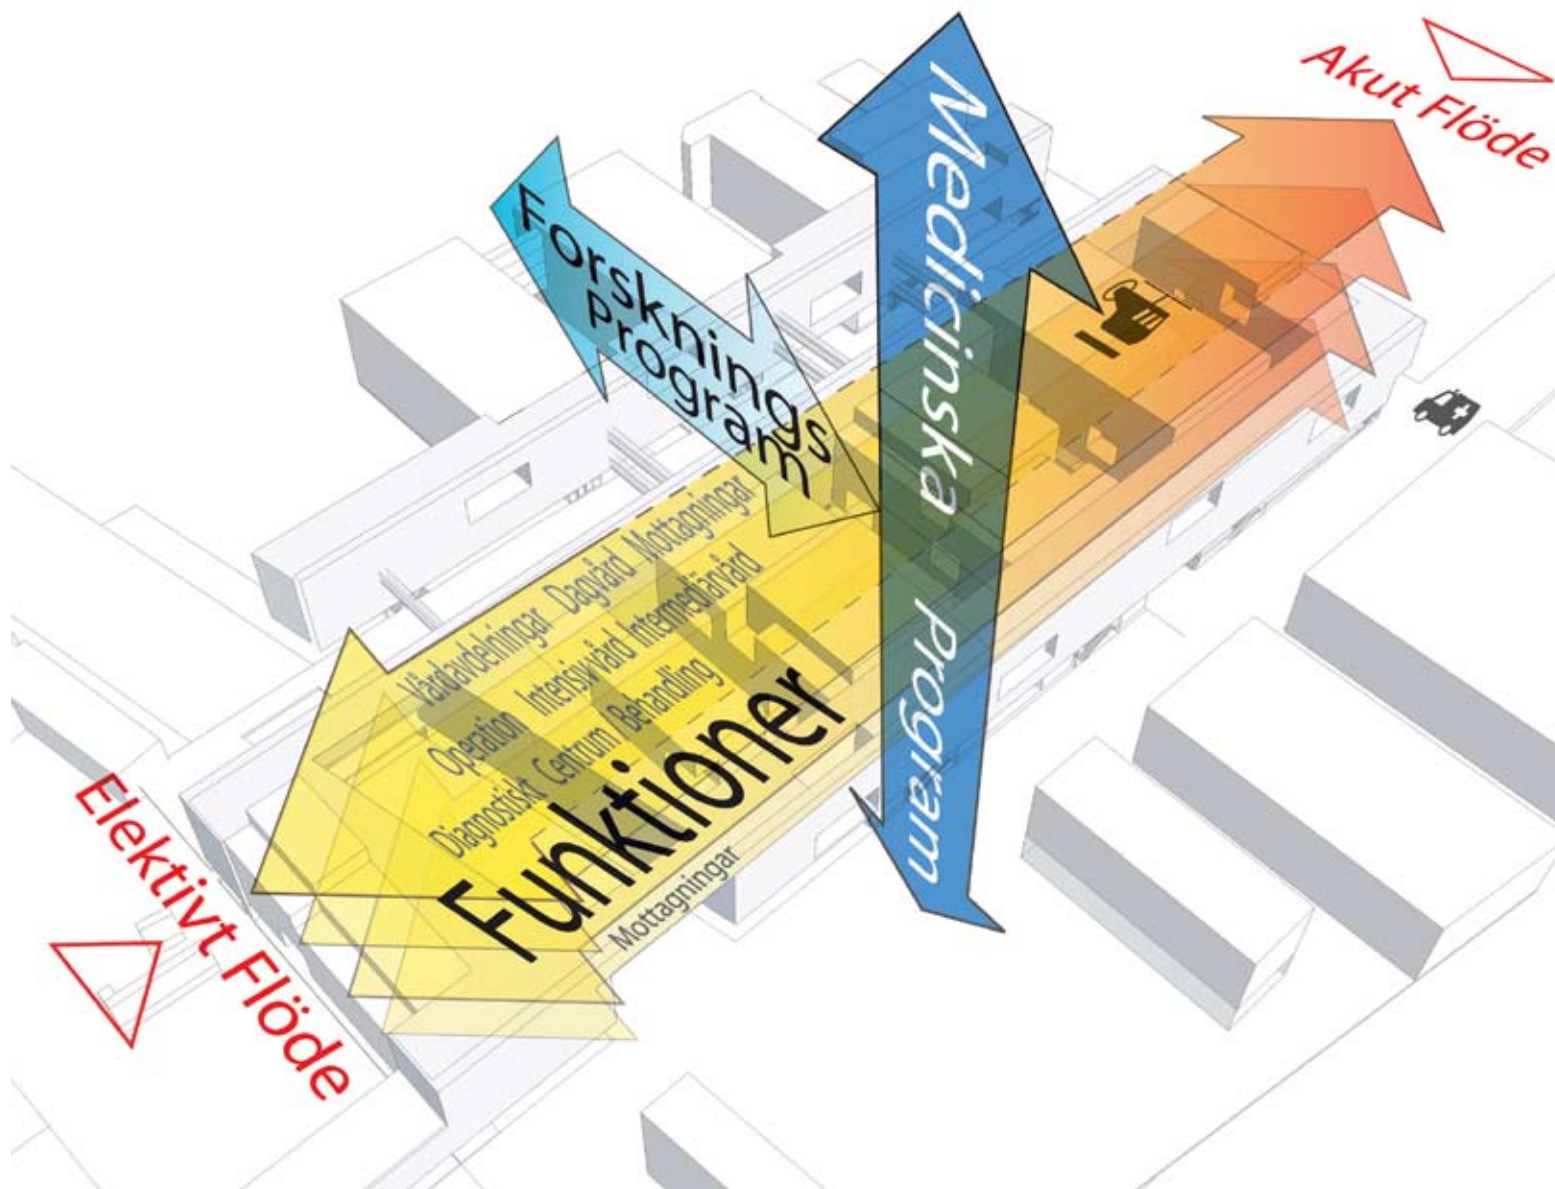 Akut Flöde
Medicinska Program
Forsknings
Program
Vårdavdelningar Dagvård Mottagningar
Operation Intensivvård Intermediärvård
Diagnostiskt Centrum / Behandling
Funktioner
Mottagningar
Elektivt Flöde